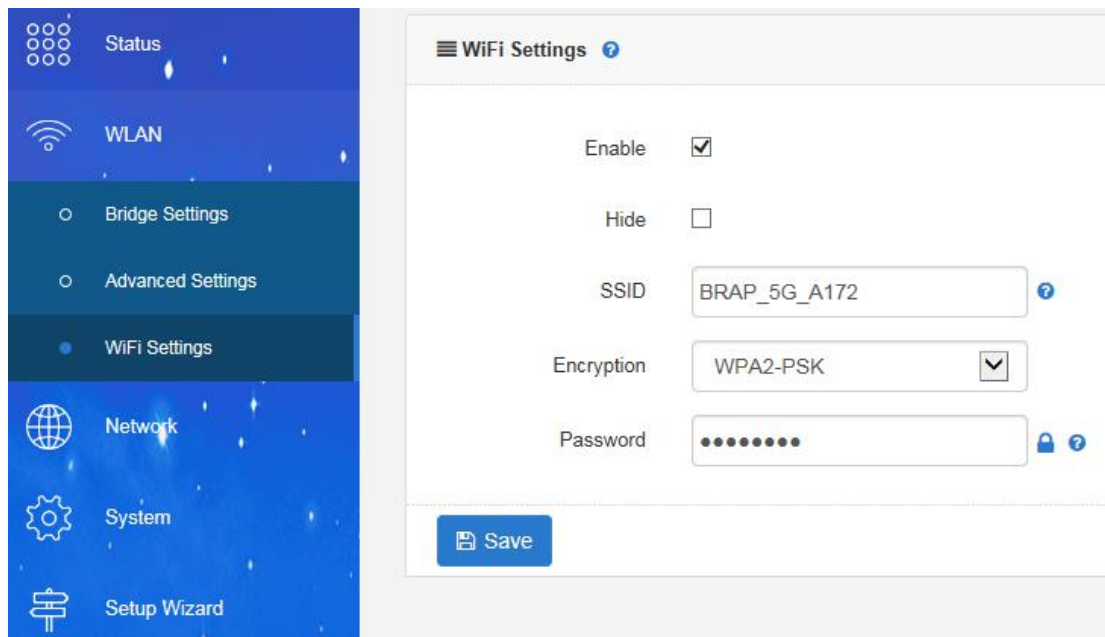 Status
WLAN
Bridge Settings
Advanced Settings
WiFi Settings
Network
System
Setup Wizard
WiFi Settings
Enable
Hide
SSID BRAP_5G_A172
Encryption WPA2-PSK
Password ••••••••
Save